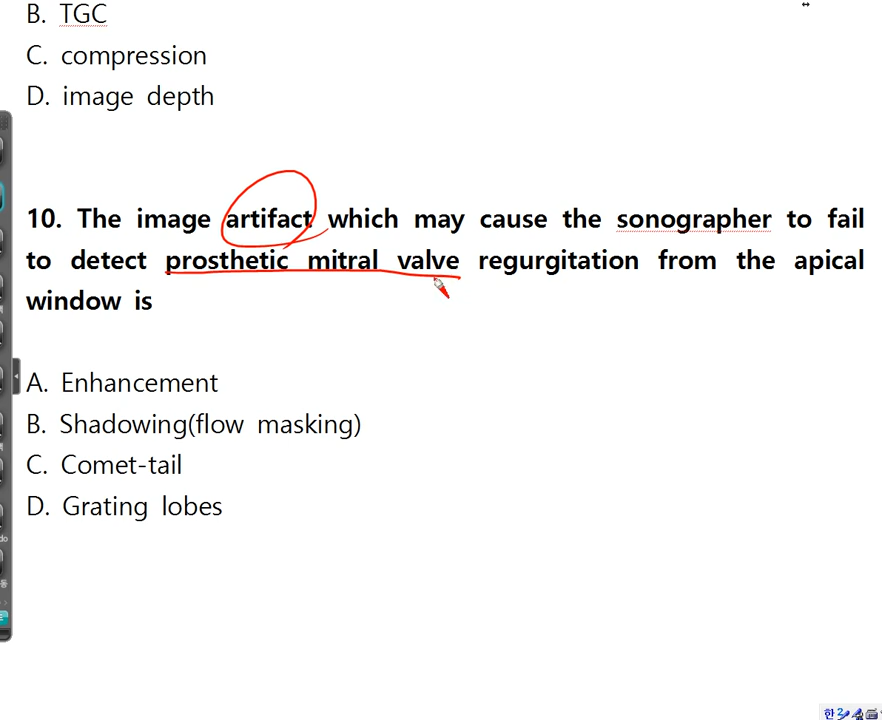 B. TGC
C. compression
D. image depth
10. The image artifact which may cause the sonographer to fail
to detect prosthetic mitral valve regurgitation from the apical
window is
A. Enhancement
B. Shadowing(flow masking)
C. Comet-tail
D. Grating lobes
한